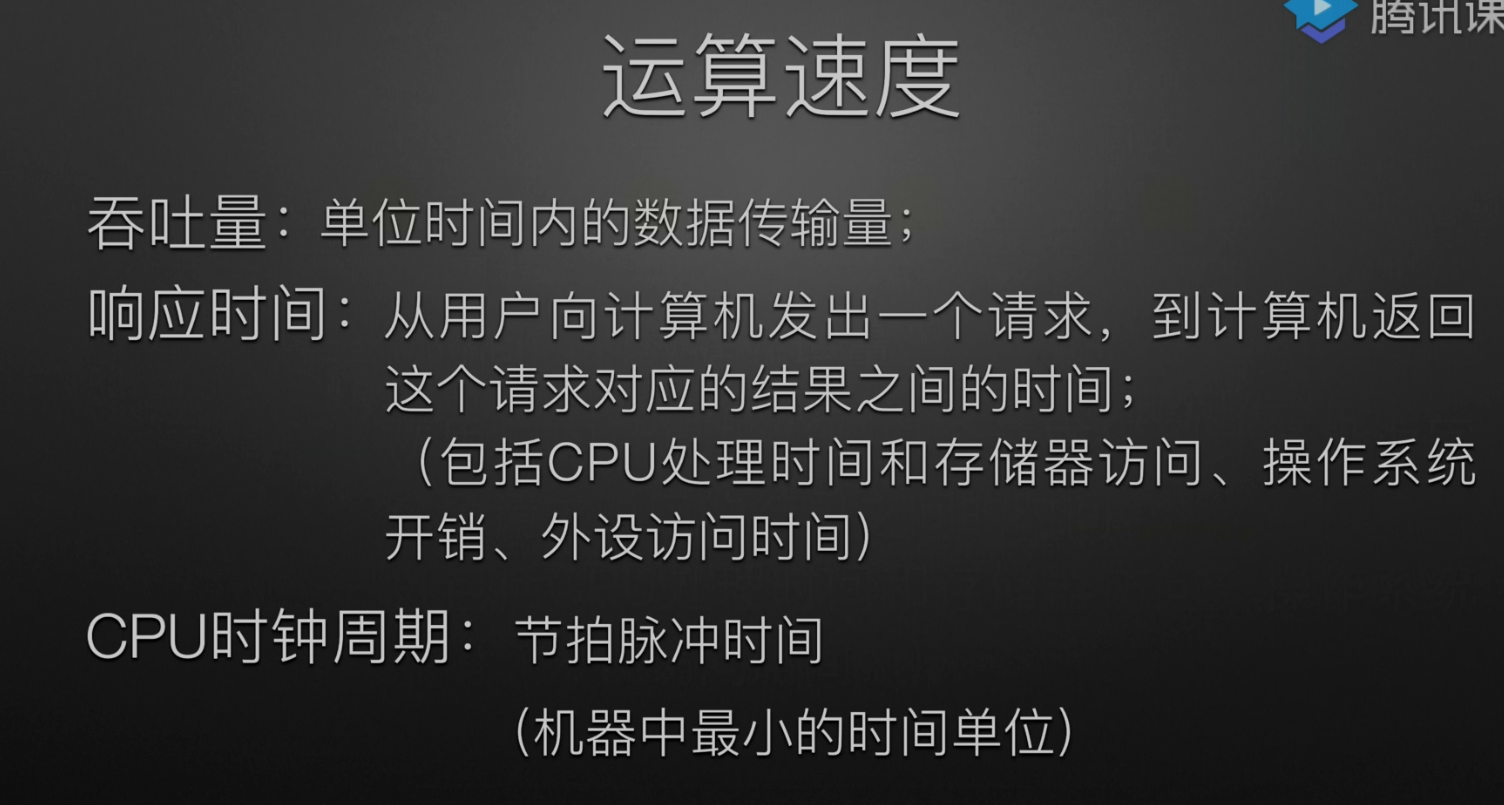 腾讯课
运算速度
吞吐量：单位时间内的数据传输量；
响应时间：从用户向计算机发出一个请求，到计算机返回
这个请求对应的结果之间的时间；
（包括CPU处理时间和存储器访问、操作系统
开销、外设访问时间）
CPU时钟周期：节拍脉冲时间
（机器中最小的时间单位）